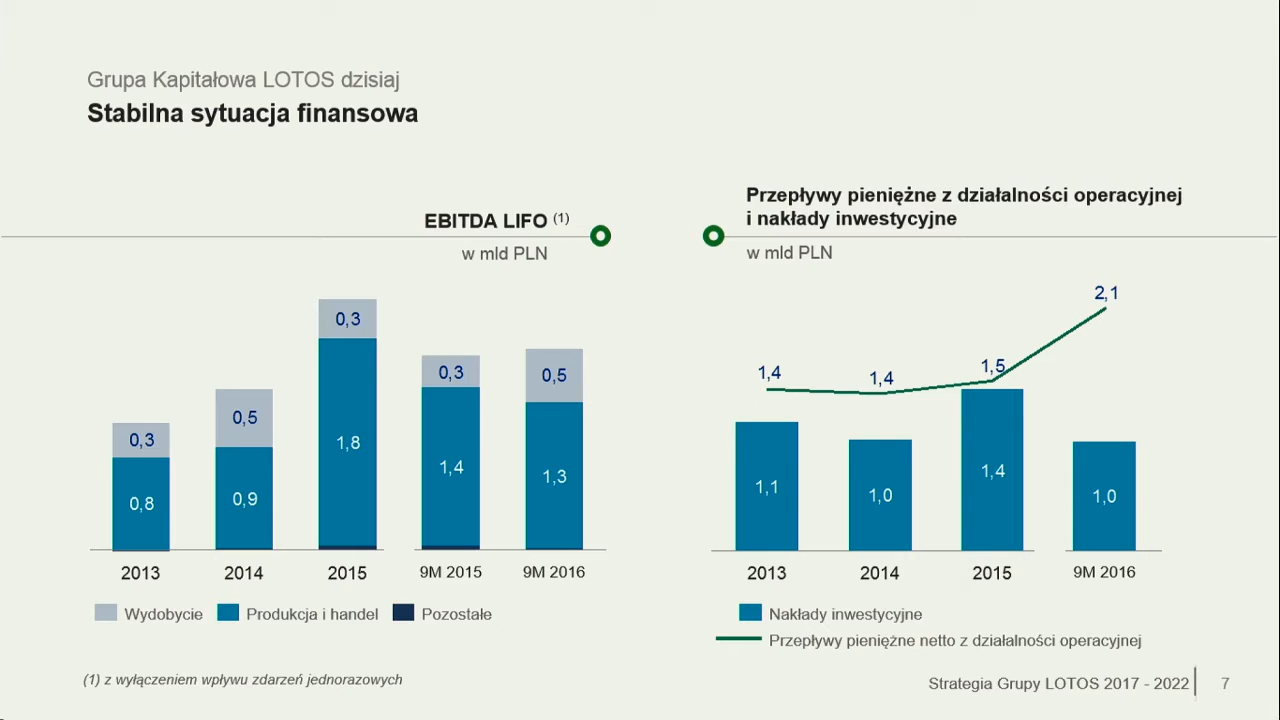 Grupa Kapitałowa LOTOS dzisiaj
Stabilna sytuacja finansowa
EBITDA LIFO (1)
w mld PLN
0,3
0,5
0,3
0,3
0,5
0,8
0,9
1,8
1,4
1,3
2013
2014
2015
9M 2015
9M 2016
Wydobycie
Produkcja i handel
Pozostałe
(1) z wyłączeniem wpływu zdarzeń jednorazowych
Przepływy pieniężne z działalności operacyjnej
i nakłady inwestycyjne
w mld PLN
1,4
1,4
1,5
2,1
1,1
1,0
1,4
1,0
2013
2014
2015
9M 2016
Nakłady inwestycyjne
Przepływy pieniężne netto z działalności operacyjnej
Strategia Grupy LOTOS 2017 - 2022
7